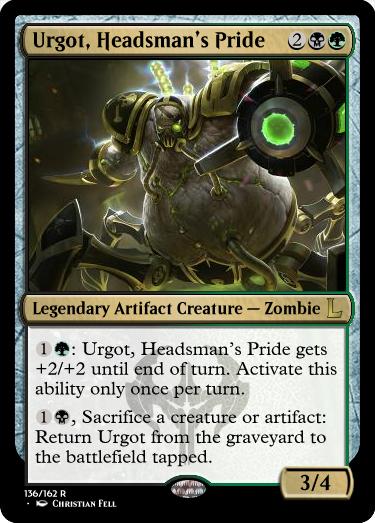 Urgot, Headsman's Pride 2
Legendary Artifact Creature — Zombie L
1: Urgot, Headsman's Pride gets
+2/+2 until end of turn. Activate this
ability only once per turn.
1, Sacrifice a creature or artifact:
Return Urgot from the graveyard to
the battlefield tapped.
3/4
136/162 R
· Christian Fell